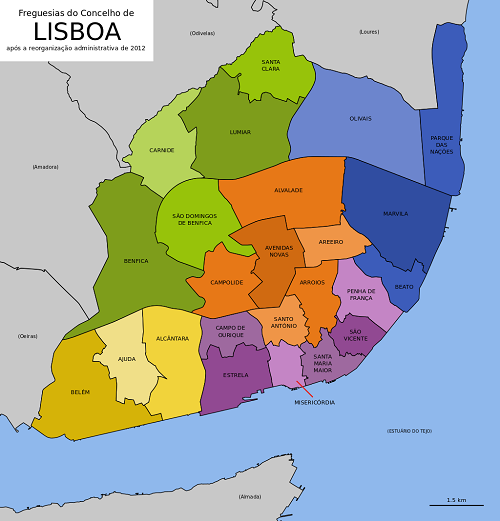 Freguesias do Concelho de
LISBOA
após a reorganização administrativa de 2012
(Odivelas)
(Loures)
SANTA
CLARA
OLIVAIS
LUMIAR
PARQUE
DAS
NAÇÕES
CARNIDE
(Amadora)
ALVALADE
SÃO DOMINGOS
DE BENFICA
MARVILA
AREEIRO
AVENIDAS
NOVAS
BENFICA
CAMPOLIDE
ARROIOS
BEATO
PENHA DE
FRANÇA
SANTO
ANTÓNIO
CAMPO DE
OURIQUE
SÃO
VICENTE
(Oeiras)
ALCÂNTARA
AJUDA
SANTA
MARIA
MAIOR
ESTRELA
BELÉM
MISERICÓRDIA
(ESTUÁRIO DO TEJO)
(Almada)
1.5 km